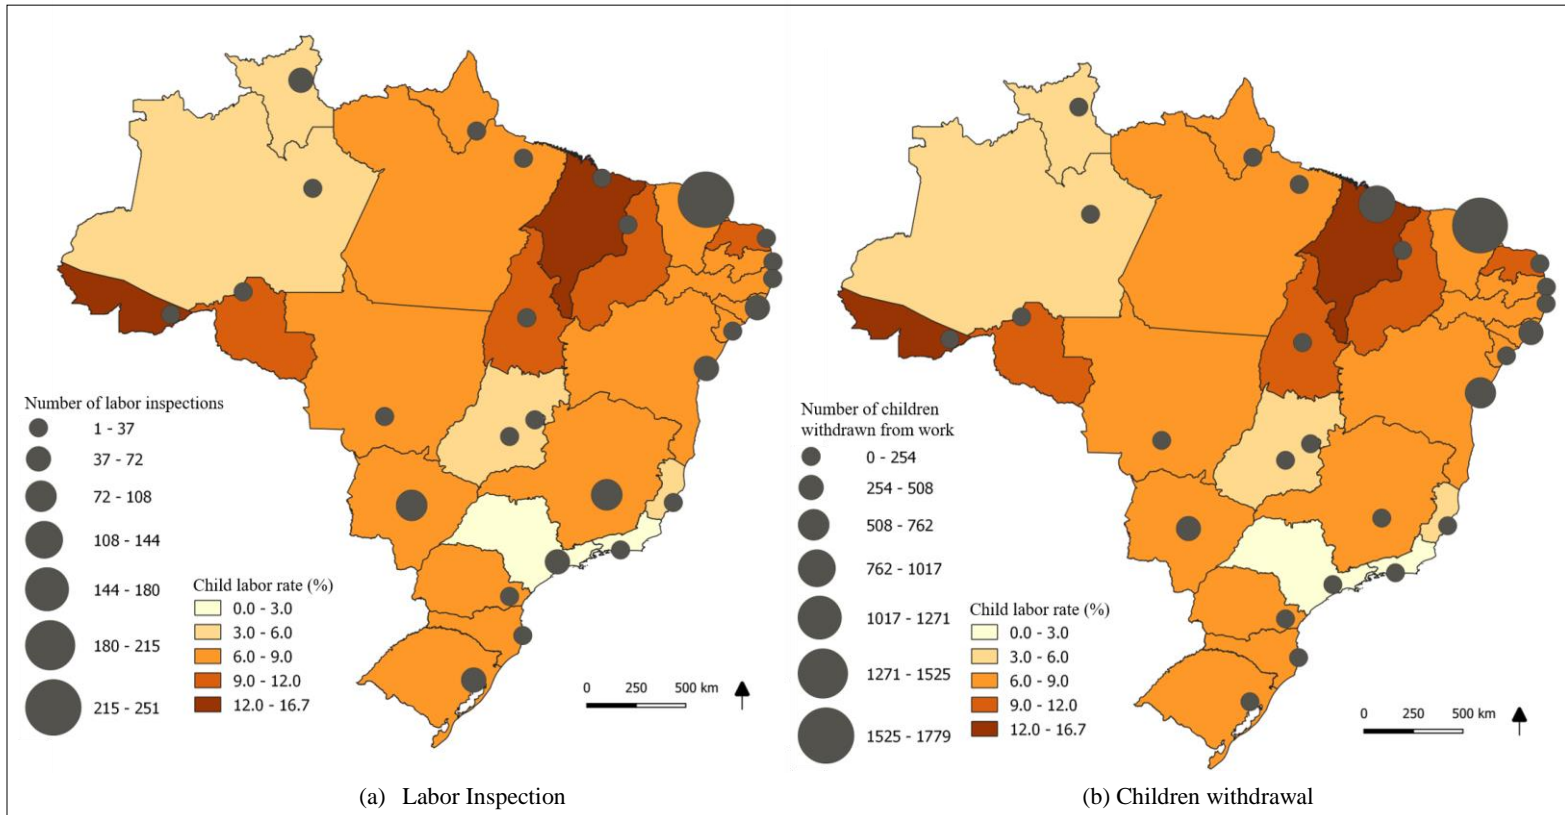 Number of labor inspections
1 - 37
37 - 72
72 - 108
108 - 144
144 - 180
180 - 215
215 - 251
Child labor rate (%)
0.0 - 3.0
3.0 - 6.0
6.0 - 9.0
9.0 - 12.0
12.0 - 16.7
0 250 500 km
(a) Labor Inspection
Number of children
withdrawn from work
0 - 254
254 - 508
508 - 762
762 - 1017
1017 - 1271
1271 - 1525
1525 - 1779
Child labor rate (%)
0.0 - 3.0
3.0 - 6.0
6.0 - 9.0
9.0 - 12.0
12.0 - 16.7
0 250 500 km
(b) Children withdrawal